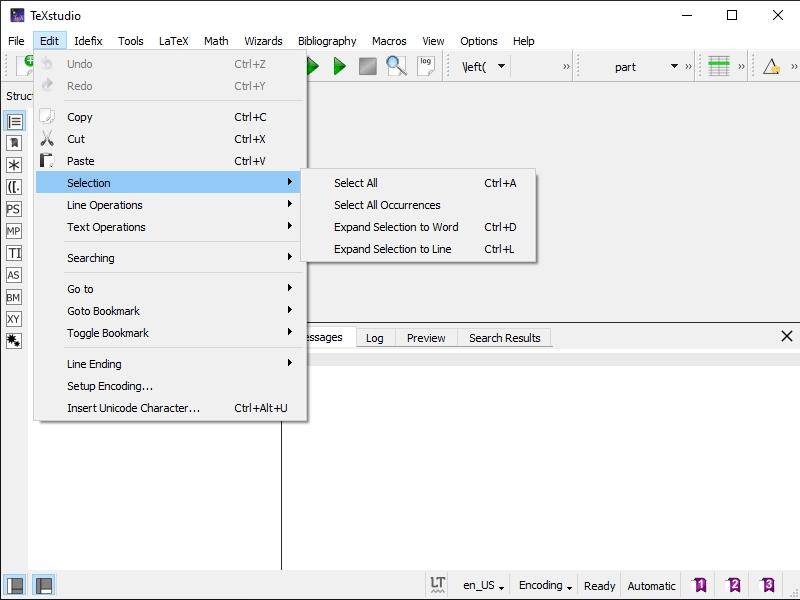 TeXstudio
File Edit Idefix Tools LaTeX Math Wizards Bibliography Macros View Options Help
log \left( part
Undo Ctrl+Z
Redo Ctrl+Y
Struct
Copy Ctrl+C
Cut Ctrl+X
Paste Ctrl+V
Selection
Line Operations
Text Operations
Searching
Go to
Goto Bookmark
Toggle Bookmark
Line Ending
Setup Encoding...
Insert Unicode Character... Ctrl+Alt+U
Select All Ctrl+A
Select All Occurrences
Expand Selection to Word Ctrl+D
Expand Selection to Line Ctrl+L
PS
MP
TI
AS
BM
XY
essages Log Preview Search Results
LT en_US Encoding Ready Automatic 1 2 3